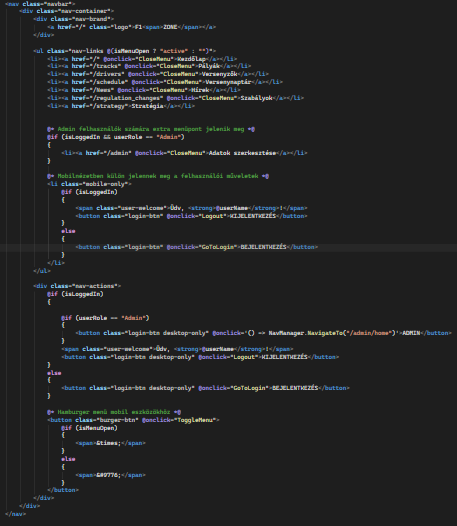 <nav class="navbar">
<div class="nav-container">
<div class="nav-brand">
<a href="/" class="logo">F1<span>ZONE</span></a>
</div>
<ul class="nav-links @(isMenuOpen ? "active" : "")">
<li><a href="/" @onclick="CloseMenu">Kezdőlap</a></li>
<li><a href="/tracks" @onclick="CloseMenu">Pályák</a></li>
<li><a href="/drivers" @onclick="CloseMenu">Versenyzők</a></li>
<li><a href="/schedule" @onclick="CloseMenu">Versenynaptár</a></li>
<li><a href="/News" @onclick="CloseMenu">Hírek</a></li>
<li><a href="/regulation_changes" @onclick="CloseMenu">Szabályok</a></li>
<li><a href="/strategy">Stratégia</a></li>
@* Admin felhasználók számára extra menüpont jelenik meg *@
@if (isLoggedIn && userRole == "Admin")
{
<li><a href="/admin" @onclick="CloseMenu">Adatok szerkesztése</a></li>
}
@* Mobilnézetben külön jelennek meg a felhasználói műveletek *@
<li class="mobile-only">
@if (isLoggedIn)
{
<span class="user-welcome">Üdv, <strong>@userName</strong>!</span>
<button class="login-btn" @onclick="Logout">KIJELENTKEZÉS</button>
}
else
{
<button class="login-btn" @onclick="GoToLogin">BEJELENTKEZÉS</button>
}
</li>
</ul>
<div class="nav-actions">
@if (isLoggedIn)
{
@if (userRole == "Admin")
{
<button class="login-btn desktop-only" @onclick='() => NavManager.NavigateTo("/admin/home")'>ADMIN</button>
}
<span class="user-welcome">Üdv, <strong>@userName</strong>!</span>
<button class="login-btn desktop-only" @onclick="Logout">KIJELENTKEZÉS</button>
}
else
{
<button class="login-btn desktop-only" @onclick="GoToLogin">BEJELENTKEZÉS</button>
}
@* Hamburger menü mobil eszközökhöz *@
<button class="burger-btn" @onclick="ToggleMenu">
@if (isMenuOpen)
{
<span>&times;</span>
}
else
{
<span>&#9776;</span>
}
</button>
</div>
</div>
</nav>